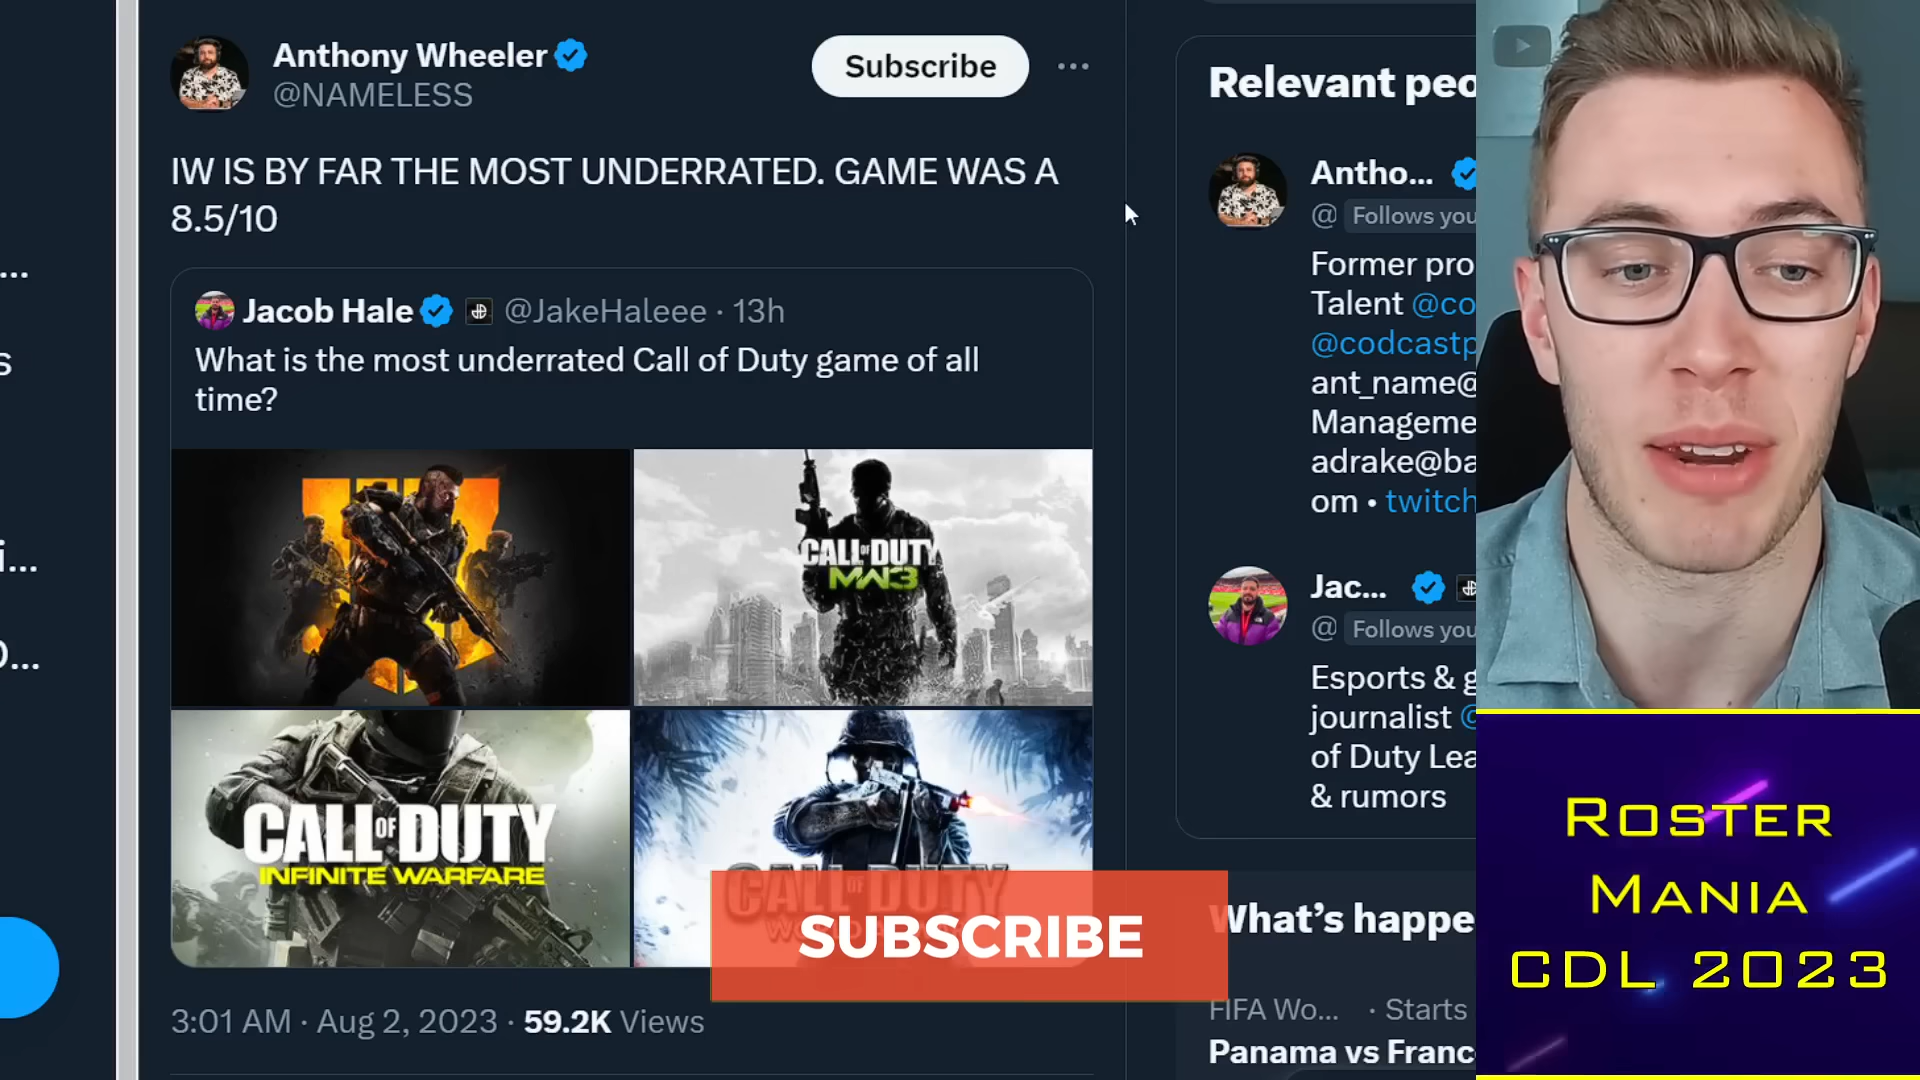 Anthony Wheeler
@NAMELESS
Subscribe
IW IS BY FAR THE MOST UNDERRATED. GAME WAS A
8.5/10
Jacob Hale @JakeHaleee · 13h
What is the most underrated Call of Duty game of all
time?
CALL OF DUTY
MW3
CALL OF DUTY
INFINITE WARFARE
CALL OF DUTY
SUBSCRIBE
3:01 AM · Aug 2, 2023 · 59.2K Views
Relevant peo
Antho...
@ Follows you
Former pro
Talent @co
@codcastp
ant_name@
Manageme
adrake@ba
om • twitch
Jac...
@ Follows you
Esports & g
journalist @
of Duty Lea
& rumors
What's happe
FIFA Wo... · Starts
Panama vs Franc
...
s
i...
O...
ROSTER
MANIA
CDL 2023